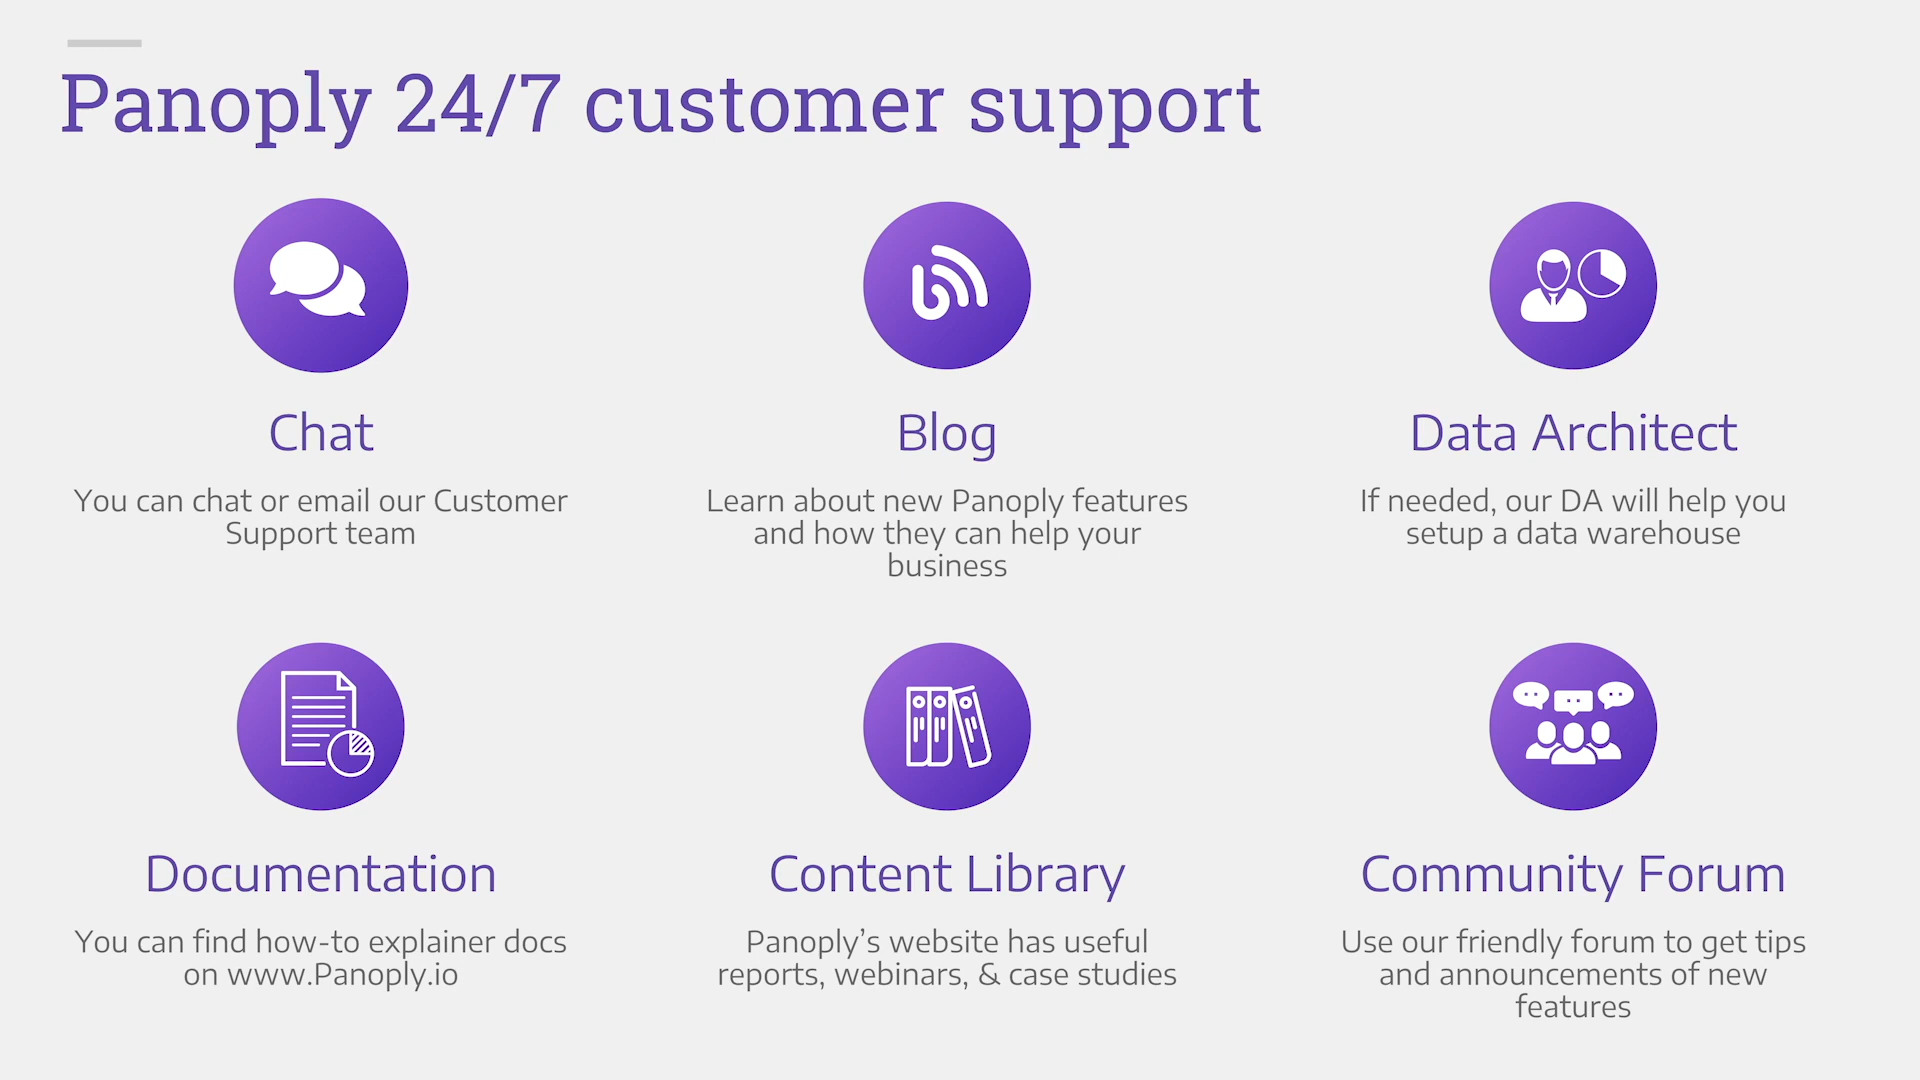 Panoply 24/7 customer support
Chat
You can chat or email our Customer
Support team
Blog
Learn about new Panoply features
and how they can help your
business
Data Architect
If needed, our DA will help you
setup a data warehouse
Documentation
You can find how-to explainer docs
on www.Panoply.io
Content Library
Panoply’s website has useful
reports, webinars, & case studies
Community Forum
Use our friendly forum to get tips
and announcements of new
features